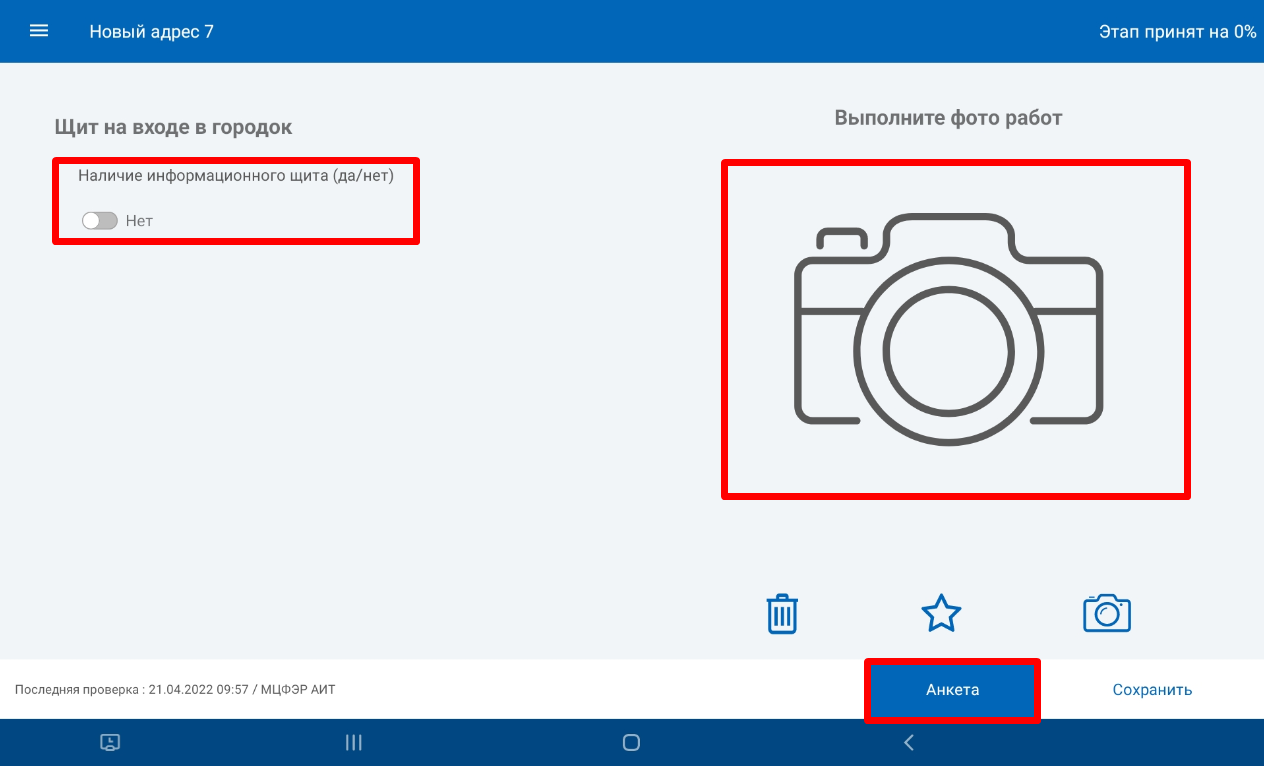 Новый адрес 7
Этап принят на 0%
Щит на входе в городок
Наличие информационного щита (да/нет)
Нет
Выполните фото работ
Последняя проверка : 21.04.2022 09:57 / МЦФЭР АИТ
Анкета
Сохранить